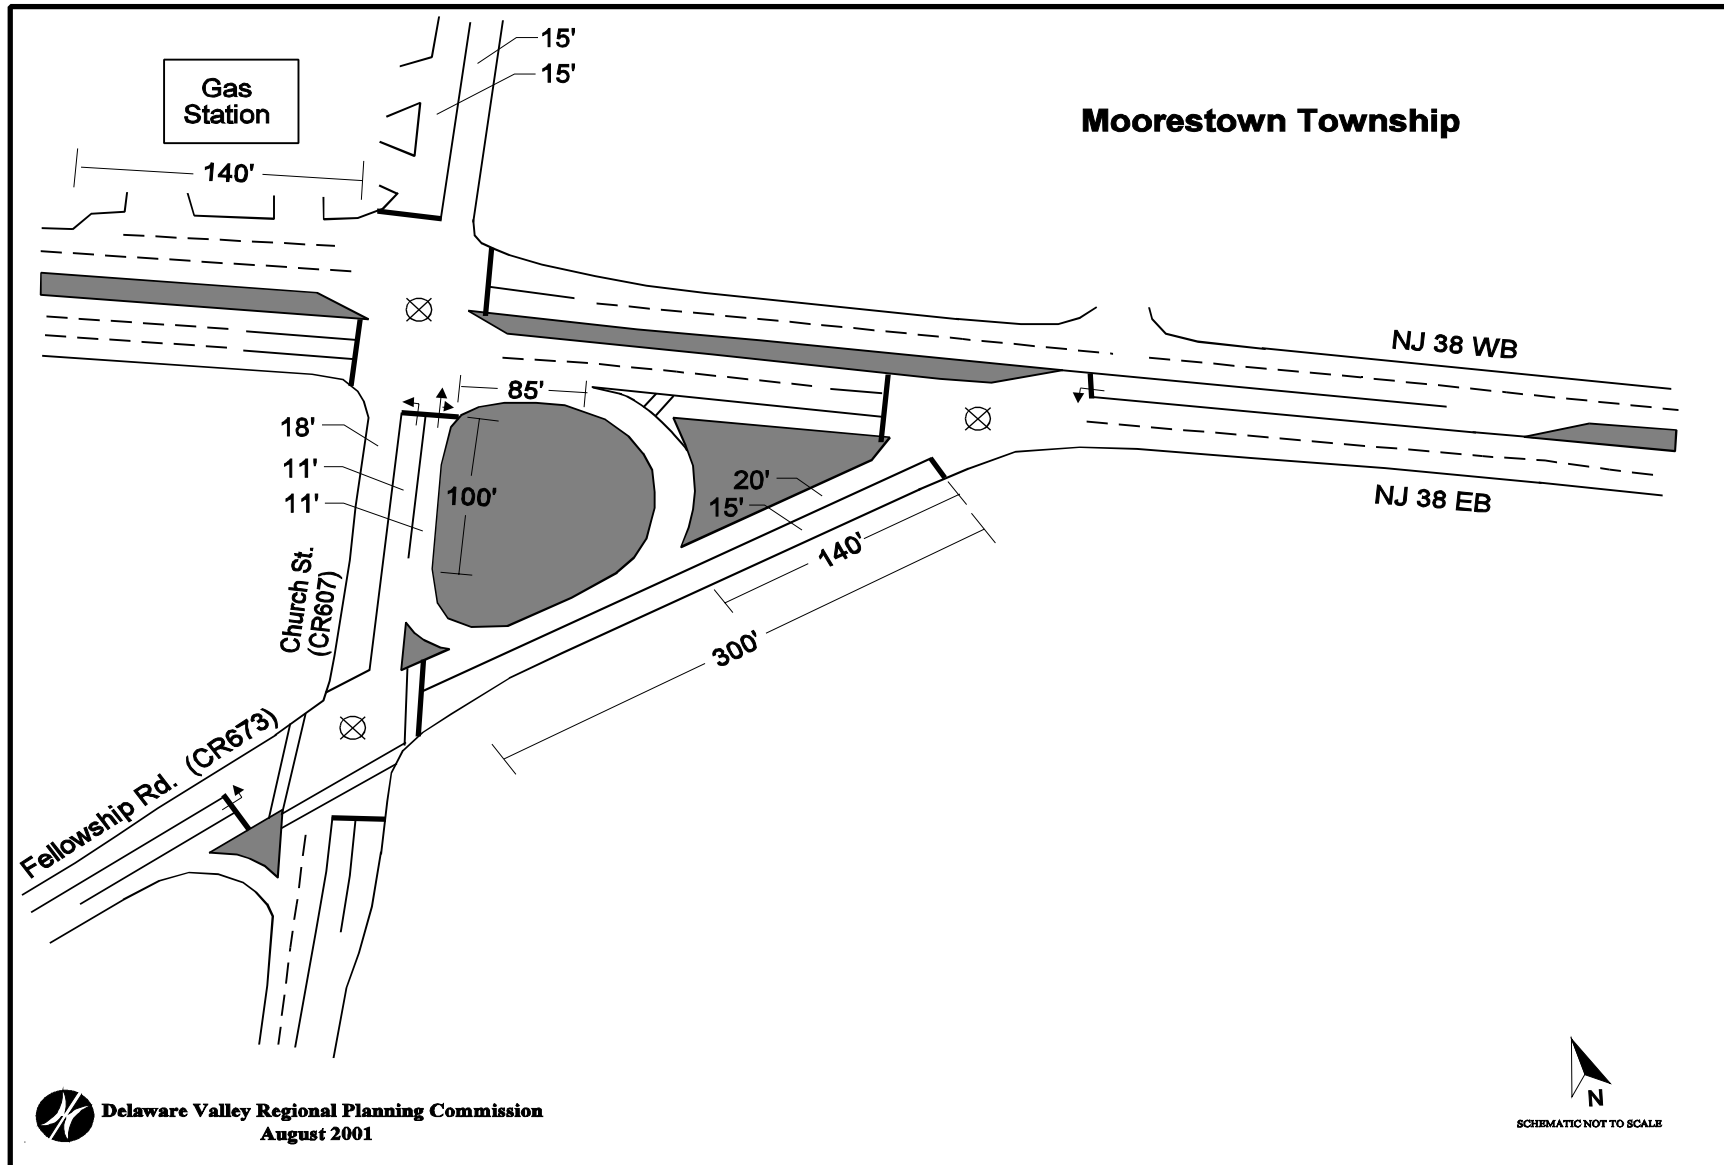 15'
15'
Gas
Station
Moorestown Township
140'
NJ 38 WB
85'
18'
11'
11'
100'
20'
15'
NJ 38 EB
140'
300'
Church St.
(CR607)
Fellowship Rd. (CR673)
N
SCHEMATIC NOT TO SCALE
Delaware Valley Regional Planning Commission
August 2001